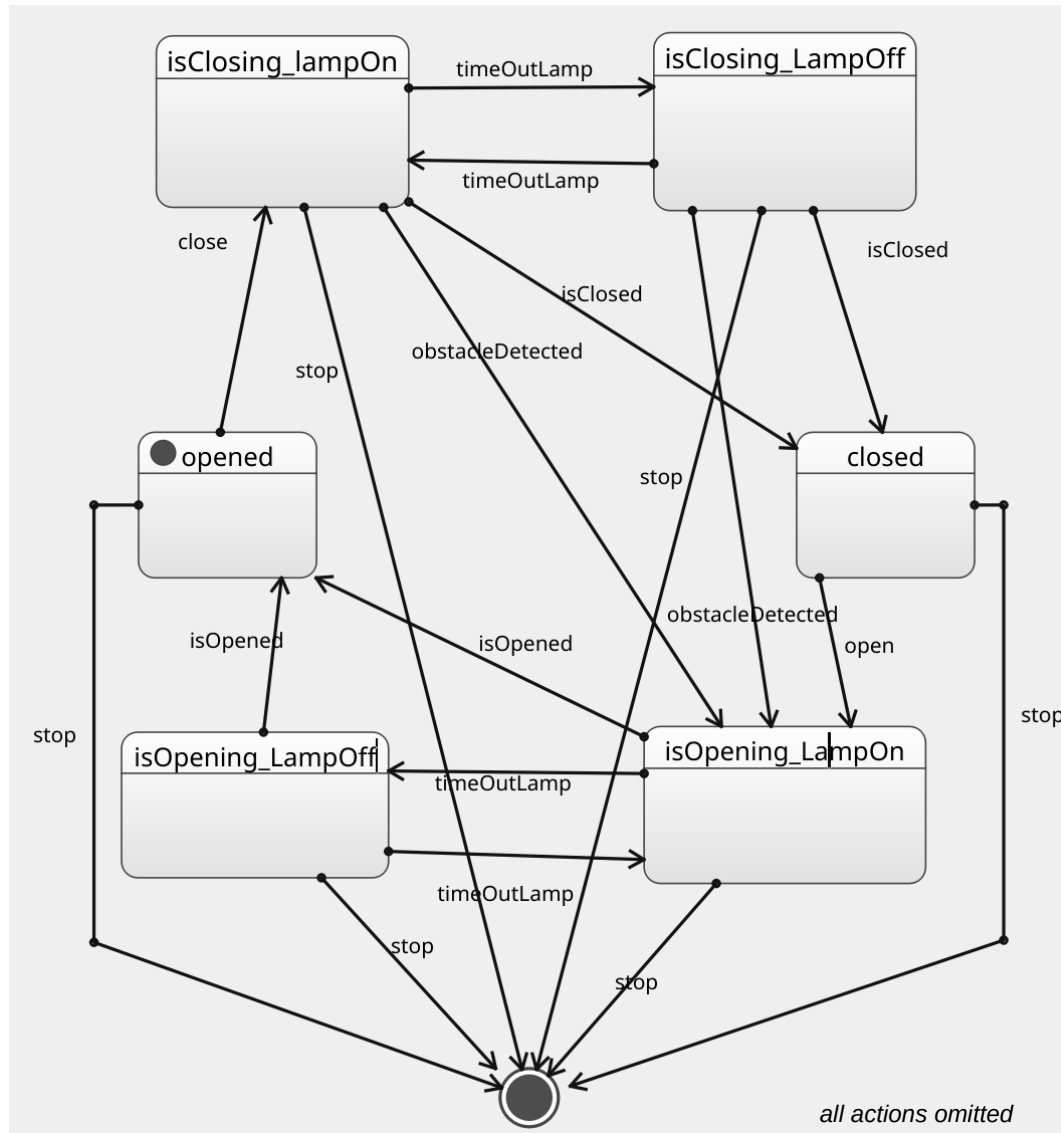 isClosing_lampOn
isClosing_LampOff
timeOutLamp
timeOutLamp
close
isClosed
isClosed
obstacleDetected
stop
opened
closed
stop
obstacleDetected
isOpened
isOpened
open
stop
stop
isOpening_LampOff
isOpening_LampOn
timeOutLamp
timeOutLamp
stop
stop
all actions omitted